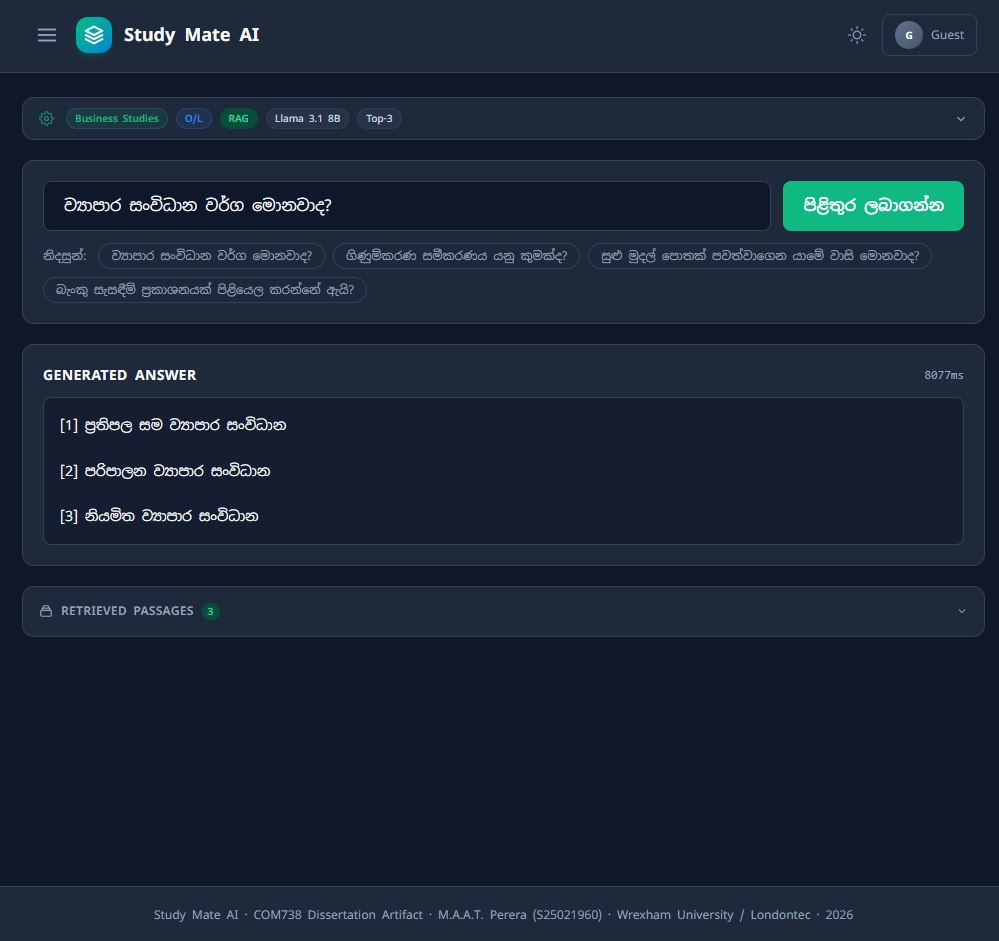 Study Mate AI
G Guest
Business Studies O/L RAG Llama 3.1 8B Top-3
ව්‍යාපාර සංවිධාන වර්ග මොනවාද? පිළිතුර ලබාගන්න
නිදසුන්: ව්‍යාපාර සංවිධාන වර්ග මොනවාද? ගිණුම්කරණ සමීකරණය යනු කුමක්ද? සුළු මුදල් පොතක් පවත්වාගෙන යාමේ වාසි මොනවාද?
බැංකු සැසඳීම් ප්‍රකාශනයක් පිළියෙල කරන්නේ ඇයි?
GENERATED ANSWER 8077ms
[1] ප්‍රතිපල සම ව්‍යාපාර සංවිධාන
[2] පරිපාලන ව්‍යාපාර සංවිධාන
[3] නියමිත ව්‍යාපාර සංවිධාන
RETRIEVED PASSAGES 3
Study Mate AI · COM738 Dissertation Artifact · M.A.A.T. Perera (S25021960) · Wrexham University / Londontec · 2026